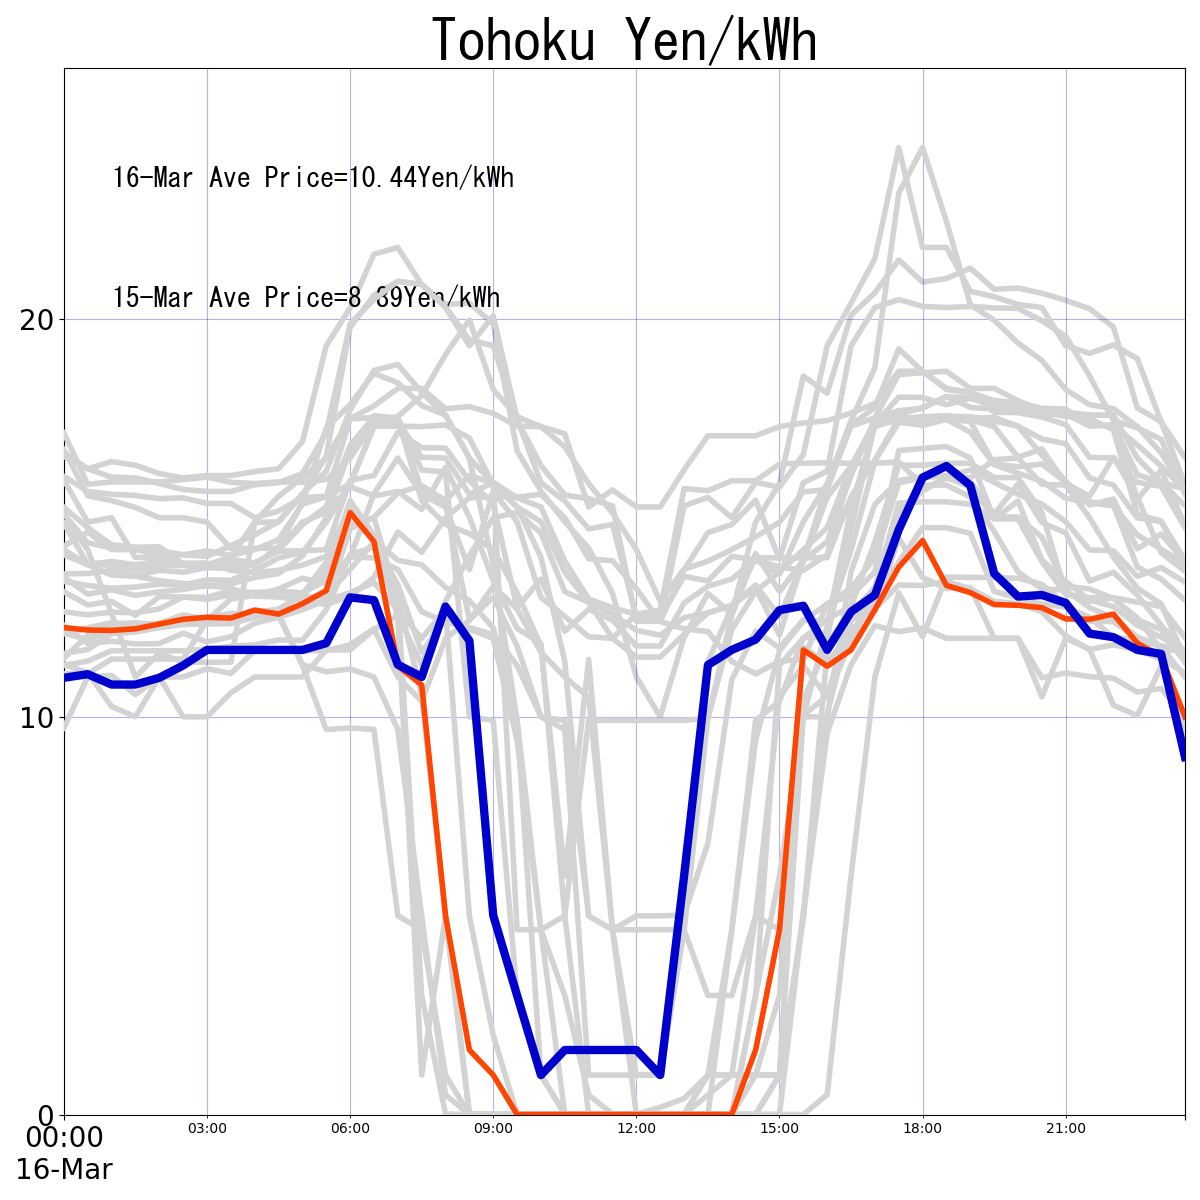 Tohoku Yen/kWh
16-Mar Ave Price=10.44Yen/kWh
15-Mar Ave Price=8.89Yen/kWh
20
10
0
00:00 03:00 06:00 09:00 12:00 15:00 18:00 21:00
16-Mar